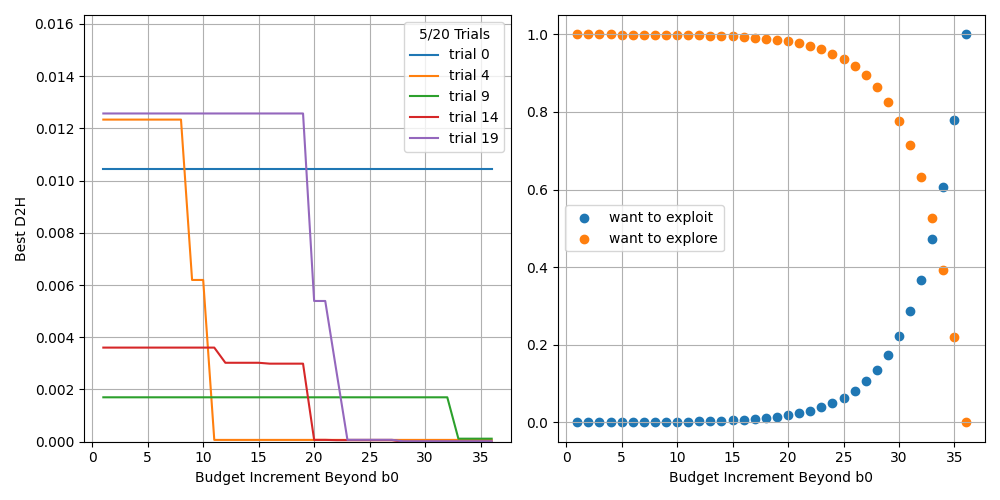 5/20 Trials
trial 0
trial 4
trial 9
trial 14
trial 19
0.016
0.014
0.012
0.010
0.008
0.006
0.004
0.002
0.000
Best D2H
0 5 10 15 20 25 30 35
Budget Increment Beyond b0
want to exploit
want to explore
1.0
0.8
0.6
0.4
0.2
0.0
0 5 10 15 20 25 30 35
Budget Increment Beyond b0